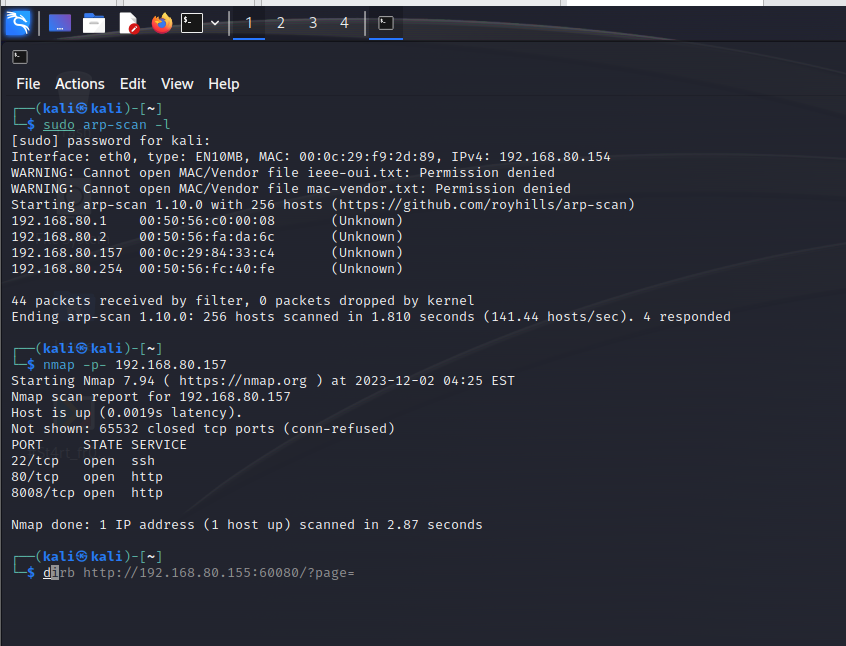 1 2 3 4
File Actions Edit View Help
┌──(kali㉿kali)-[~]
└─$ sudo arp-scan -l
[sudo] password for kali:
Interface: eth0, type: EN10MB, MAC: 00:0c:29:f9:2d:89, IPv4: 192.168.80.154
WARNING: Cannot open MAC/Vendor file ieee-oui.txt: Permission denied
WARNING: Cannot open MAC/Vendor file mac-vendor.txt: Permission denied
Starting arp-scan 1.10.0 with 256 hosts (https://github.com/royhills/arp-scan)
192.168.80.1    00:50:56:c0:00:08       (Unknown)
192.168.80.2    00:50:56:fa:da:6c       (Unknown)
192.168.80.157  00:0c:29:84:33:c4       (Unknown)
192.168.80.254  00:50:56:fc:40:fe       (Unknown)
44 packets received by filter, 0 packets dropped by kernel
Ending arp-scan 1.10.0: 256 hosts scanned in 1.810 seconds (141.44 hosts/sec). 4 responded
┌──(kali㉿kali)-[~]
└─$ nmap -p- 192.168.80.157
Starting Nmap 7.94 ( https://nmap.org ) at 2023-12-02 04:25 EST
Nmap scan report for 192.168.80.157
Host is up (0.0019s latency).
Not shown: 65532 closed tcp ports (conn-refused)
PORT     STATE SERVICE
22/tcp   open  ssh
80/tcp   open  http
8008/tcp open  http
Nmap done: 1 IP address (1 host up) scanned in 2.87 seconds
┌──(kali㉿kali)-[~]
└─$ dirb http://192.168.80.155:60080/?page=